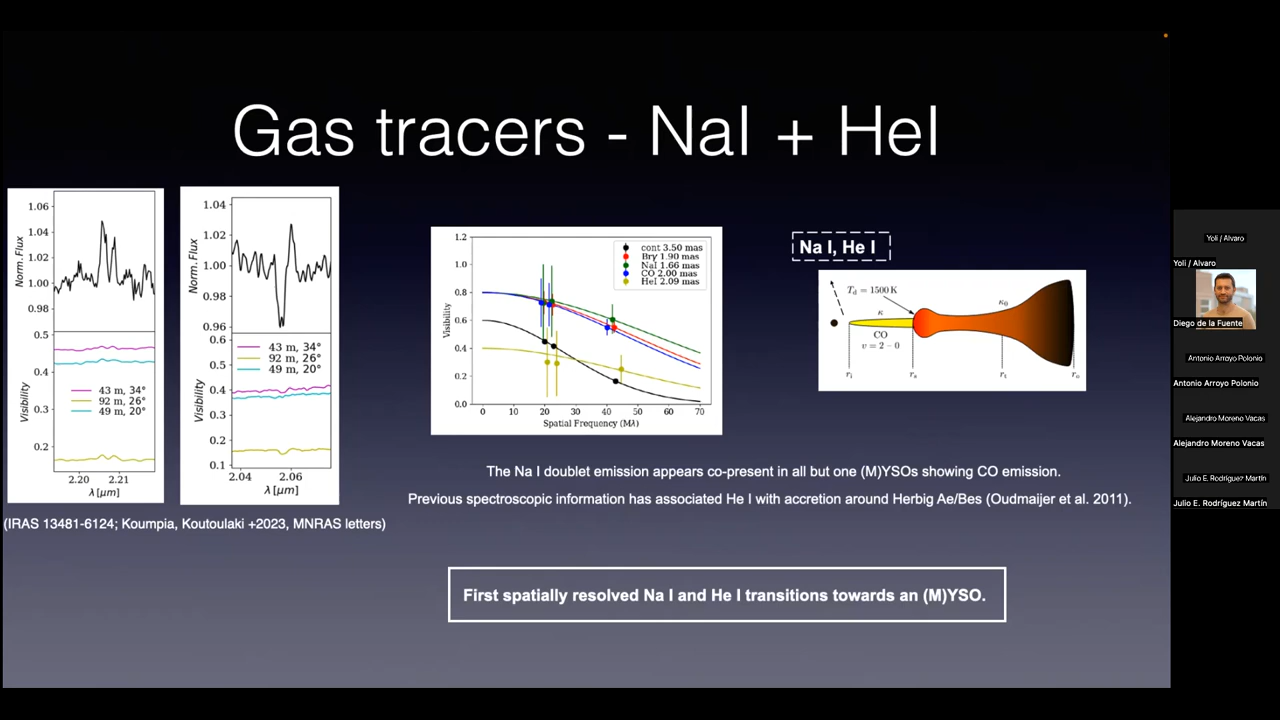 Gas tracers - NaI + HeI
1.06
1.04
1.02
1.00
0.98
Norm.Flux
0.5
0.4
0.3
0.2
Visibility
43 m, 34°
92 m, 26°
49 m, 20°
2.20 2.21
λ [μm]
1.04
1.02
1.00
0.98
0.96
Norm.Flux
0.6
0.5
0.4
0.3
0.2
0.1
Visibility
43 m, 34°
92 m, 26°
49 m, 20°
2.04 2.06
λ [μm]
(IRAS 13481-6124; Koumpia, Koutoulaki +2023, MNRAS letters)
1.2
1.0
0.8
0.6
0.4
0.2
0.0
Visibility
cont 3.50 mas
Brγ 1.90 mas
NaI 1.66 mas
CO 2.00 mas
HeI 2.09 mas
0 10 20 30 40 50 60 70
Spatial Frequency (Mλ)
Na I, He I
T_d = 1500 K
κ
κ₀
CO
υ = 2 − 0
r_i r_s r_t r_o
The Na I doublet emission appears co-present in all but one (M)YSOs showing CO emission.
Previous spectroscopic information has associated He I with accretion around Herbig Ae/Bes (Oudmaijer et al. 2011).
First spatially resolved Na I and He I transitions towards an (M)YSO.
Yoli / Alvaro
Yoli / Alvaro
Diego de la Fuente
Antonio Arroyo Polonio
Antonio Arroyo Polonio
Alejandro Moreno Vacas
Alejandro Moreno Vacas
Julio E. Rodríguez Martín
Julio E. Rodríguez Martín